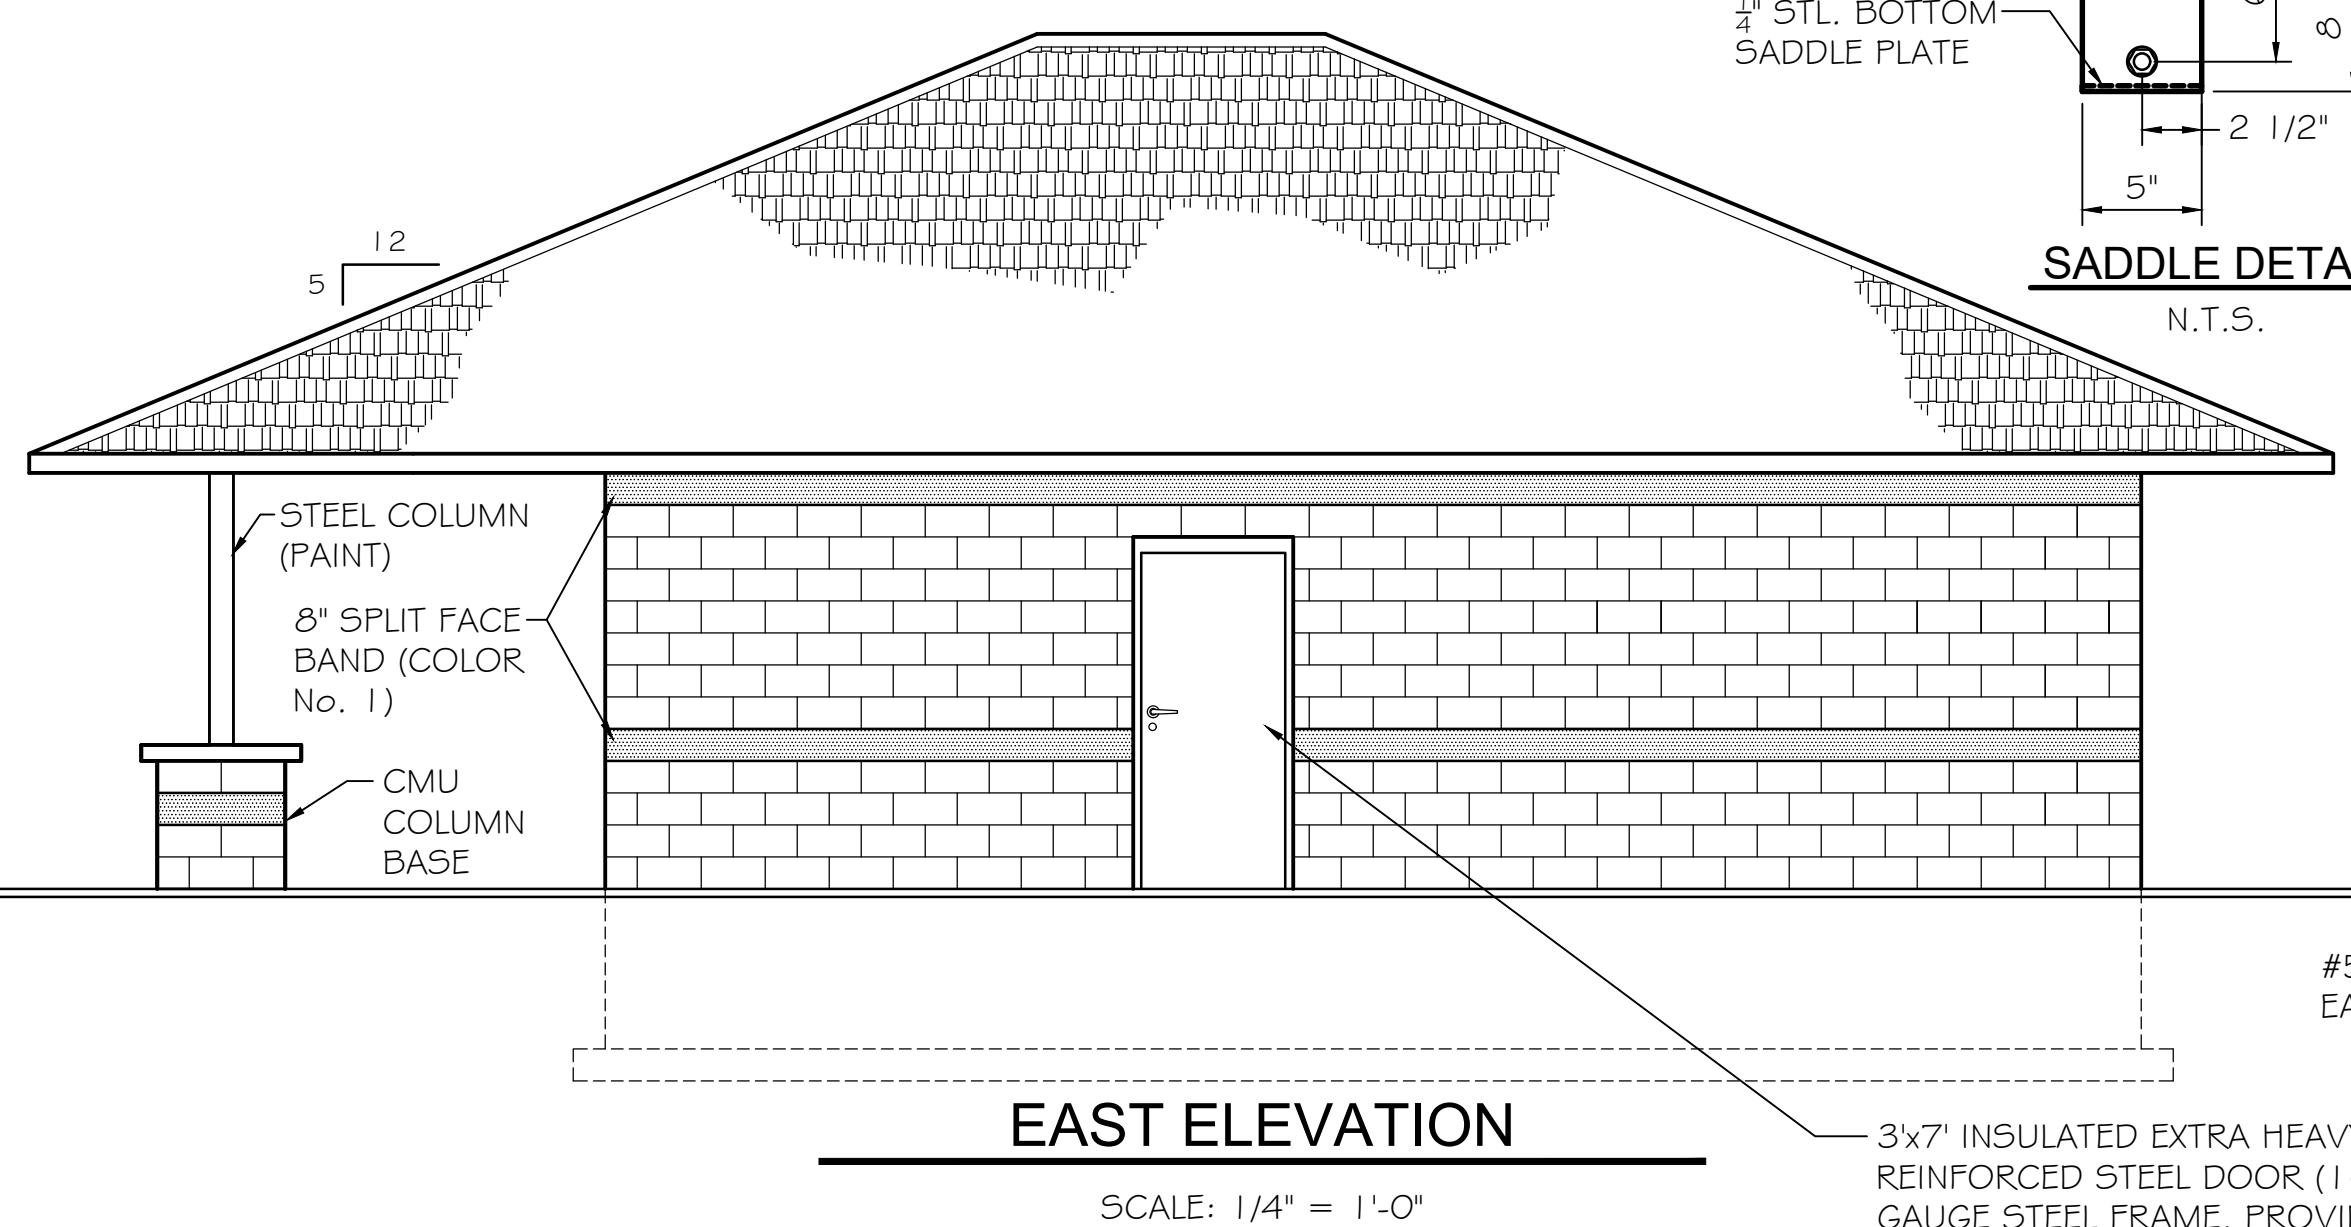 1/4" STL. BOTTOM
SADDLE PLATE
8
2 1/2"
5"
SADDLE DETA
N.T.S.
12
5
STEEL COLUMN
(PAINT)
8" SPLIT FACE
BAND (COLOR
No. 1)
CMU
COLUMN
BASE
#5
EA
EAST ELEVATION
SCALE: 1/4" = 1'-0"
3'x7' INSULATED EXTRA HEAVY
REINFORCED STEEL DOOR (1
GAUGE STEEL FRAME. PROVI